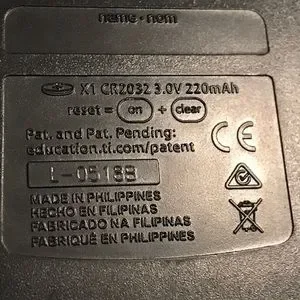 name • nom
X1 CR2032 3.0V 220mAh
reset = on + clear
Pat. and Pat. Pending:
education.ti.com/patent
L-0518B
MADE IN PHILIPPINES
HECHO EN FILIPINAS
FABRICADO NA FILIPINAS
FABRIQUÉ EN PHILIPPINES
CE